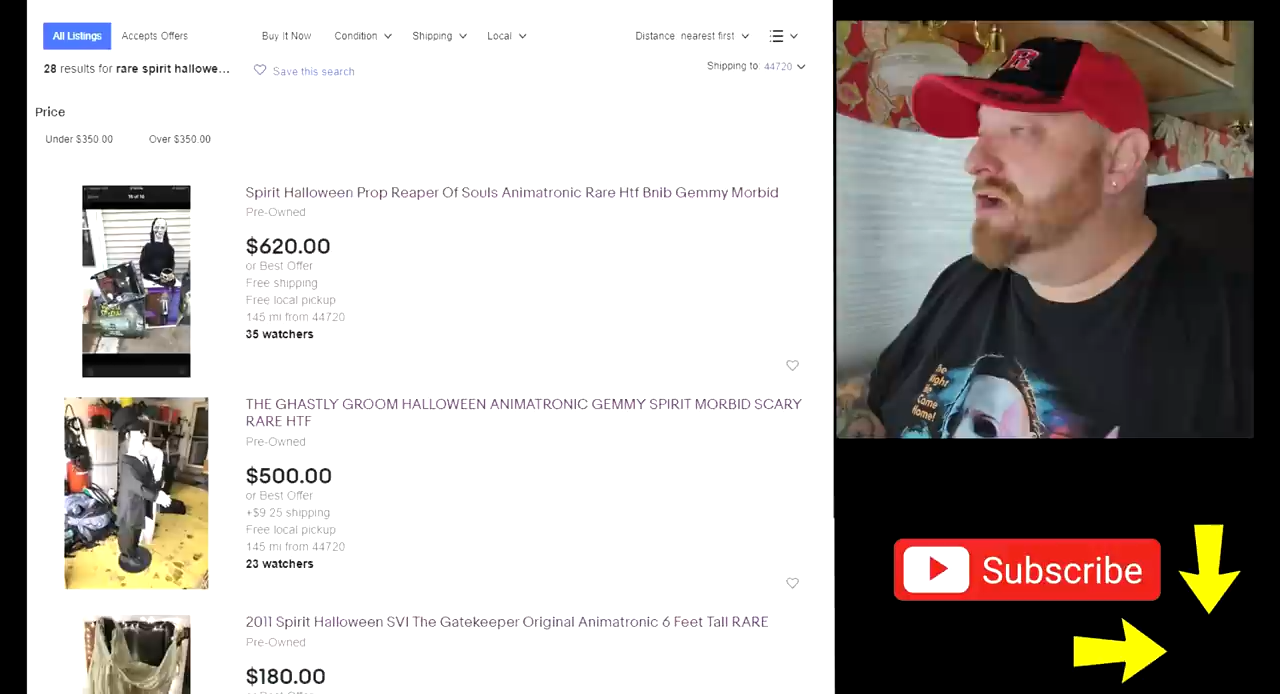 All Listings Accepts Offers Buy It Now Condition Shipping Local Distance nearest first
28 results for rare spirit hallowe... Save this search Shipping to: 44720
Price
Under $350.00 Over $350.00
Spirit Halloween Prop Reaper Of Souls Animatronic Rare Htf Bnib Gemmy Morbid
Pre-Owned
$620.00
or Best Offer
Free shipping
Free local pickup
145 mi from 44720
35 watchers
THE GHASTLY GROOM HALLOWEEN ANIMATRONIC GEMMY SPIRIT MORBID SCARY
RARE HTF
Pre-Owned
$500.00
or Best Offer
+$9.25 shipping
Free local pickup
145 mi from 44720
23 watchers
2011 Spirit Halloween SVI The Gatekeeper Original Animatronic 6 Feet Tall RARE
Pre-Owned
$180.00
or Best Offer
R
Come
Home!
Subscribe